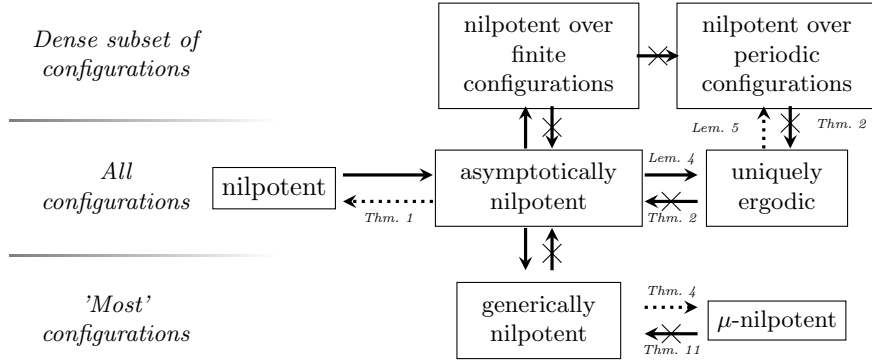 Dense subset of
configurations
nilpotent over
finite
configurations
nilpotent over
periodic
configurations
Lem. 5
Thm. 2
All
configurations
nilpotent
Thm. 1
asymptotically
nilpotent
Lem. 4
Thm. 2
uniquely
ergodic
'Most'
configurations
generically
nilpotent
Thm. 4
Thm. 11
μ-nilpotent